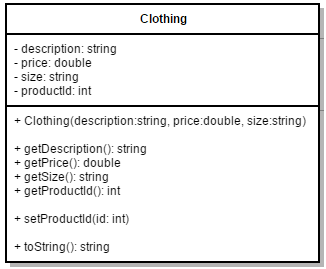 Clothing
- description: string
- price: double
- size: string
- productId: int
+ Clothing(description:string, price:double, size:string)
+ getDescription(): string
+ getPrice(): double
+ getSize(): string
+ getProductId(): int
+ setProductId(id: int)
+ toString(): string